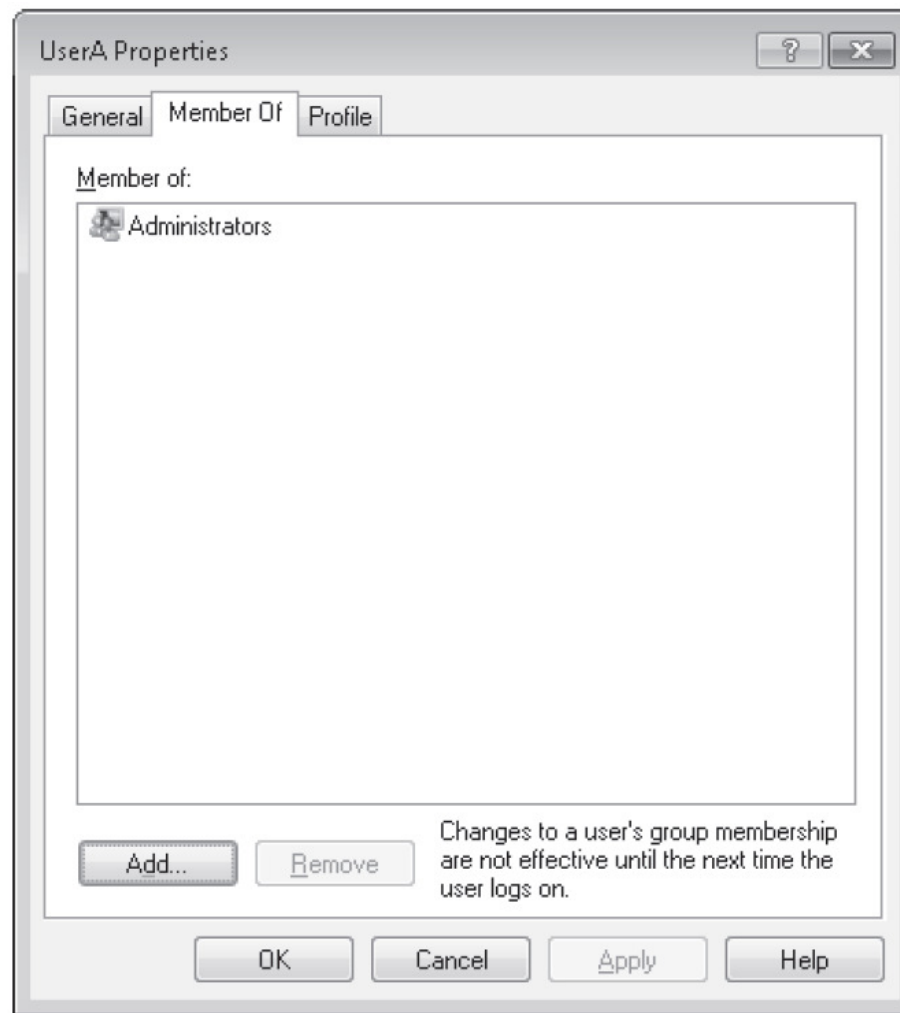 UserA Properties
General
Member Of
Profile
Member of:
Administrators
Add...
Remove
Changes to a user's group membership
are not effective until the next time the
user logs on.
OK
Cancel
Apply
Help